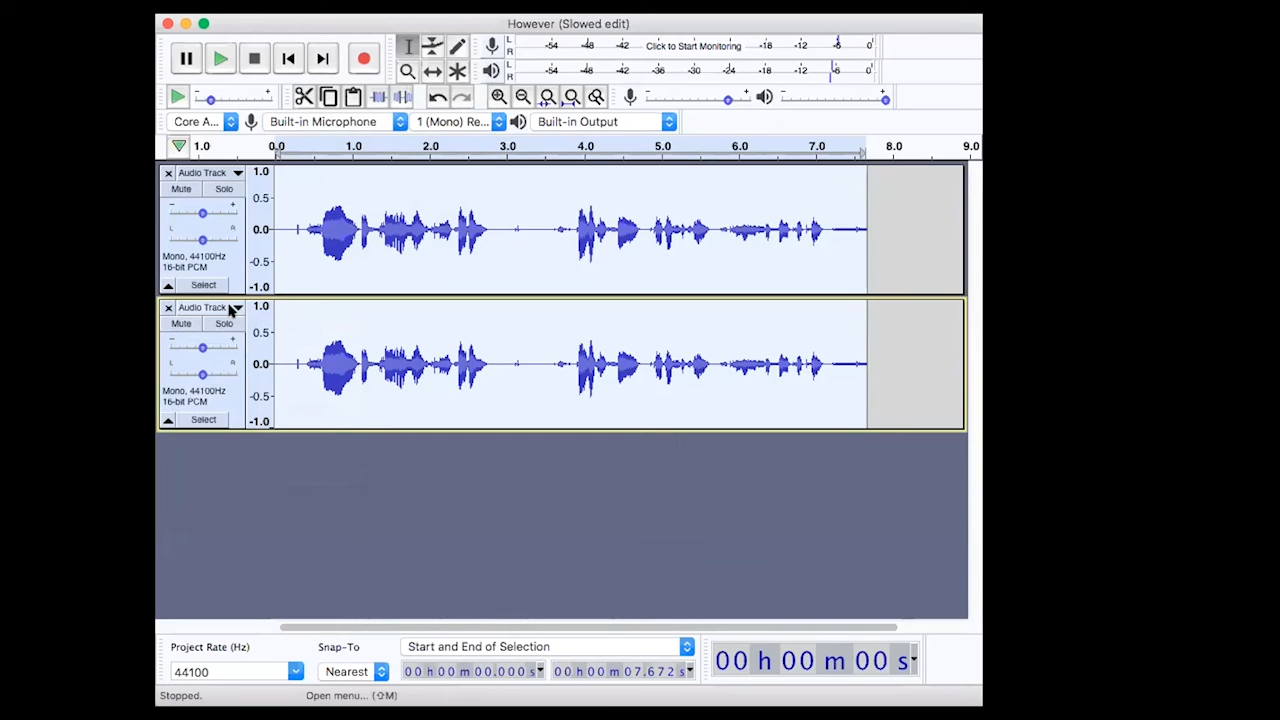 However (Slowed edit)
L
R
-54 -48 -42 Click to Start Monitoring -18 -12 -6 0
L
R
-54 -48 -42 -36 -30 -24 -18 -12 -6 0
- +
- +
- +
Core A... Built-in Microphone 1 (Mono) Re... Built-in Output
1.0 0.0 1.0 2.0 3.0 4.0 5.0 6.0 7.0 8.0 9.0
Audio Track
Mute Solo
- +
L R
Mono, 44100Hz
16-bit PCM
Select
1.0
0.5
0.0
-0.5
-1.0
Audio Track
Mute Solo
- +
L R
Mono, 44100Hz
16-bit PCM
Select
1.0
0.5
0.0
-0.5
-1.0
Project Rate (Hz) Snap-To Start and End of Selection
44100 Nearest 00 h 00 m 00.000 s 00 h 00 m 07.672 s 00 h 00 m 00 s
Stopped. Open menu... (⇧M)